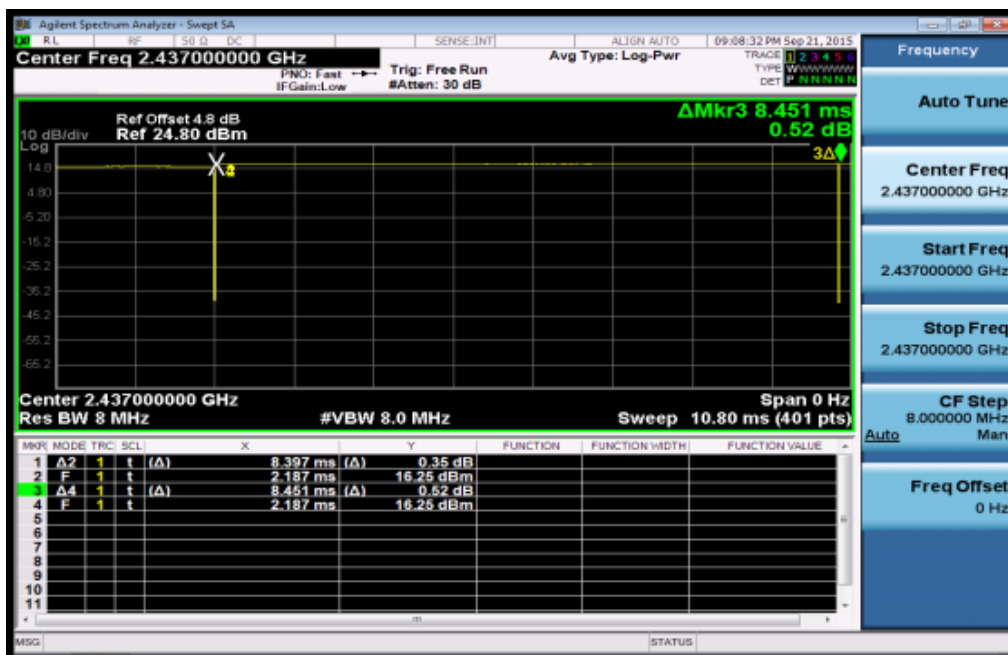 Agilent Spectrum Analyzer - Swept SA
RL RF 50 Ω DC SENSE:INT ALIGN AUTO 09:08:32 PM Sep 21, 2015
Center Freq 2.437000000 GHz
PNO: Fast
IFGain:Low
Trig: Free Run
#Atten: 30 dB
Avg Type: Log-Pwr
TRACE 1 2 3 4 5 6
TYPE WWWWWW
DET P N N N N N
ΔMkr3 8.451 ms
0.52 dB
Ref Offset 4.8 dB
10 dB/div Ref 24.80 dBm
Log
14.8
4.80
-5.20
-15.2
-25.2
-35.2
-45.2
-55.2
-65.2
X
3Δ
Center 2.437000000 GHz Span 0 Hz
Res BW 8 MHz #VBW 8.0 MHz Sweep 10.80 ms (401 pts)
MKR MODE TRC SCL X Y FUNCTION FUNCTION WIDTH FUNCTION VALUE
1 Δ2 1 t (Δ) 8.397 ms (Δ) 0.35 dB
2 F 1 t 2.187 ms 16.25 dBm
3 Δ4 1 t (Δ) 8.451 ms (Δ) 0.52 dB
4 F 1 t 2.187 ms 16.25 dBm
5
6
7
8
9
10
11
MSG STATUS
Frequency
Auto Tune
Center Freq
2.437000000 GHz
Start Freq
2.437000000 GHz
Stop Freq
2.437000000 GHz
CF Step
8.000000 MHz
Auto Man
Freq Offset
0 Hz